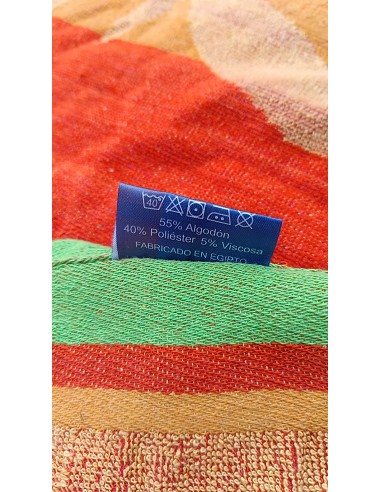 40
55% Algodón
40% Poliéster 5% Viscosa
FABRICADO EN EGIPTO